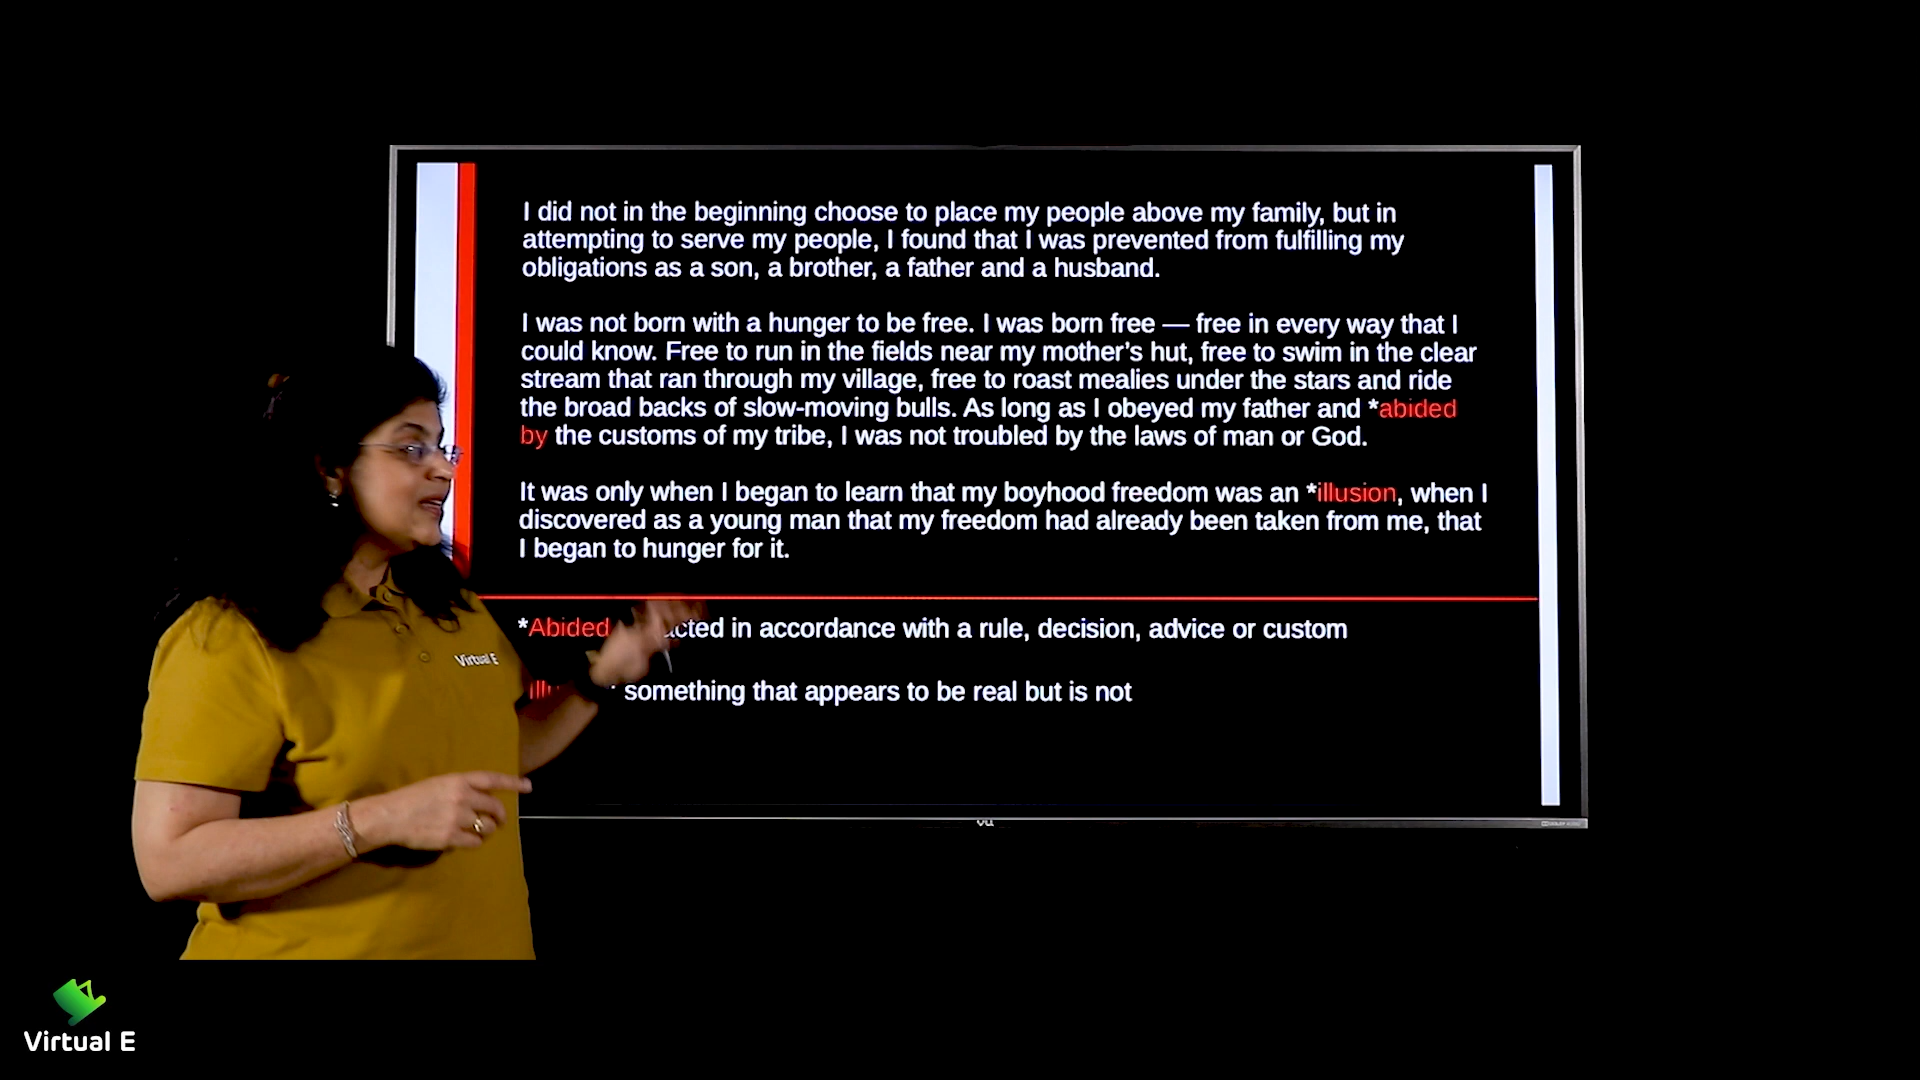 I did not in the beginning choose to place my people above my family, but in
attempting to serve my people, I found that I was prevented from fulfilling my
obligations as a son, a brother, a father and a husband.
I was not born with a hunger to be free. I was born free — free in every way that I
could know. Free to run in the fields near my mother’s hut, free to swim in the clear
stream that ran through my village, free to roast mealies under the stars and ride
the broad backs of slow-moving bulls. As long as I obeyed my father and *abided
by the customs of my tribe, I was not troubled by the laws of man or God.
It was only when I began to learn that my boyhood freedom was an *illusion, when I
discovered as a young man that my freedom had already been taken from me, that
I began to hunger for it.
*Abided acted in accordance with a rule, decision, advice or custom
something that appears to be real but is not
Virtual E
vu
Virtual E